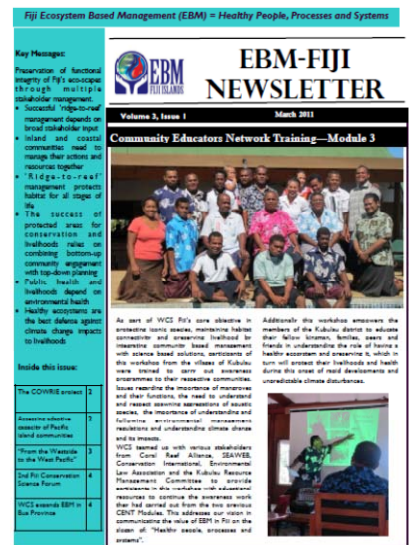 Fiji Ecosystem Based Management (EBM) = Healthy People, Processes and Systems
Key Messages:
Preservation of functional
integrity of Fiji's eco-scapes
through multiple
stakeholder management.
• Successful 'ridge-to-reef'
management depends on
broad stakeholder input
• Inland and coastal
communities need to
manage their actions and
resources together
• 'Ridge-to-reef'
management protects
habitat for all stages of
life
• The success of
protected areas for
conservation and
livelihoods relies on
combining bottom-up
community engagement
with top-down planning
• Public health and
livelihoods depend on
environmental health
• Healthy ecosystems are
the best defense against
climate change impacts
to livelihoods
Inside this issue:
The COWRIE project 2
Assessing adaptive 2
capacity of Pacific
island communities
"From the Westside 3
to the West Pacific"
2nd Fiji Conservation 4
Science Forum
WCS expands EBM in 4
Bua Province
EBM
FIJI ISLANDS
EBM-FIJI
NEWSLETTER
Volume 3, Issue 1 March 2011
Community Educators Network Training—Module 3
As part of WCS Fiji's core objective in
protecting iconic species, maintaining habitat
connectivity and preserving livelihood by
integrating community based management
with science based solutions, participants of
this workshop from the villages of Kubulau
were trained to carry out awareness
programmes to their respective communities.
Issues regarding the importance of mangroves
and their functions, the need to understand
and respect spawning aggregations of aquatic
species, the importance of understanding and
following environmental management
regulations and understanding climate change
and its impacts.
WCS teamed up with various stakeholders
from Coral Reef Alliance, SEAWEB,
Conservation International, Environmental
Law Association and the Kubulau Resource
Management Committee to provide
participants in this workshop with educational
resources to continue the awareness work
they had carried out from the two previous
CENT Modules. This addresses our vision in
communicating the value of EBM in Fiji on the
slogan of: "Healthy people, processes and
systems".
Additionally this workshop empowers the
members of the Kubulau district to educate
their fellow kinsman, families, peers and
friends in understanding the role of having a
healthy ecosystem and preserving it, which in
turn will protect their livelihoods and health
during this onset of rapid developments and
unpredictable climate disturbances.